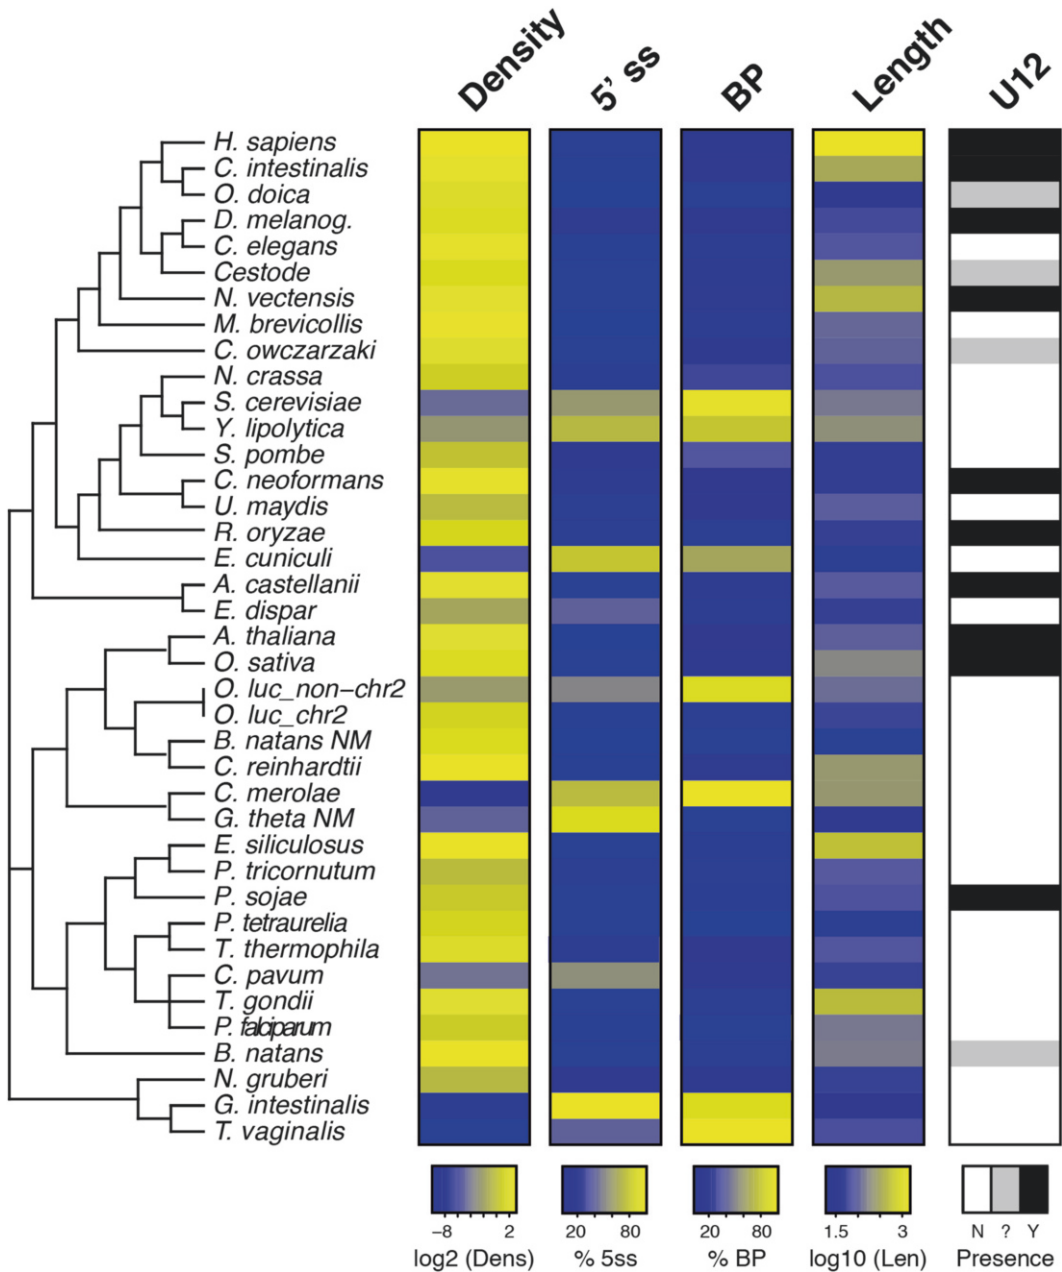 Density 5' ss BP Length U12
H. sapiens
C. intestinalis
O. doica
D. melanog.
C. elegans
Cestode
N. vectensis
M. brevicollis
C. owczarzaki
N. crassa
S. cerevisiae
Y. lipolytica
S. pombe
C. neoformans
U. maydis
R. oryzae
E. cuniculi
A. castellanii
E. dispar
A. thaliana
O. sativa
O. luc_non-chr2
O. luc_chr2
B. natans NM
C. reinhardtii
C. merolae
G. theta NM
E. siliculosus
P. tricornutum
P. sojae
P. tetraurelia
T. thermophila
C. pavum
T. gondii
P. falciparum
B. natans
N. gruberi
G. intestinalis
T. vaginalis
-8 2 20 80 20 80 1.5 3 N ? Y
log2 (Dens) % 5ss % BP log10 (Len) Presence